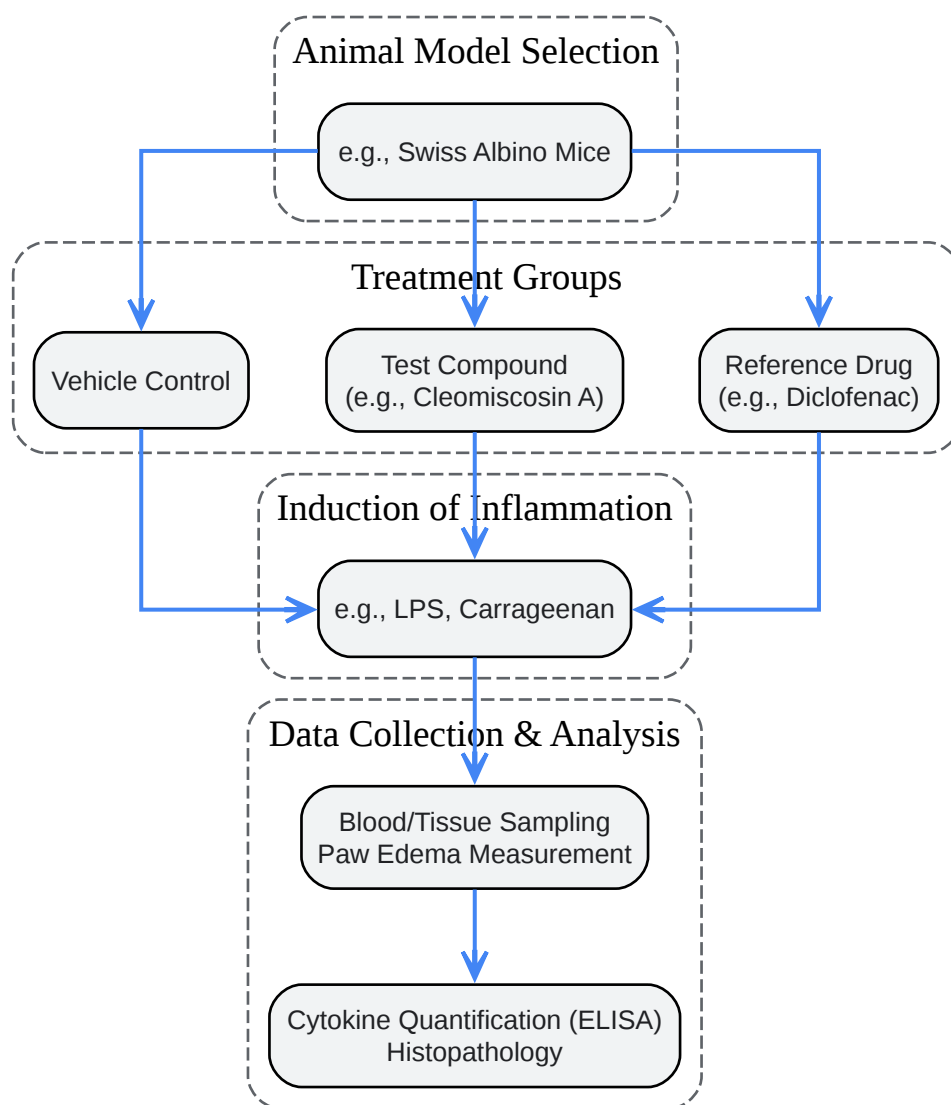 Animal Model Selection
e.g., Swiss Albino Mice
Treatment Groups
Vehicle Control
Test Compound
(e.g., Cleomiscosin A)
Reference Drug
(e.g., Diclofenac)
Induction of Inflammation
e.g., LPS, Carrageenan
Data Collection & Analysis
Blood/Tissue Sampling
Paw Edema Measurement
Cytokine Quantification (ELISA)
Histopathology